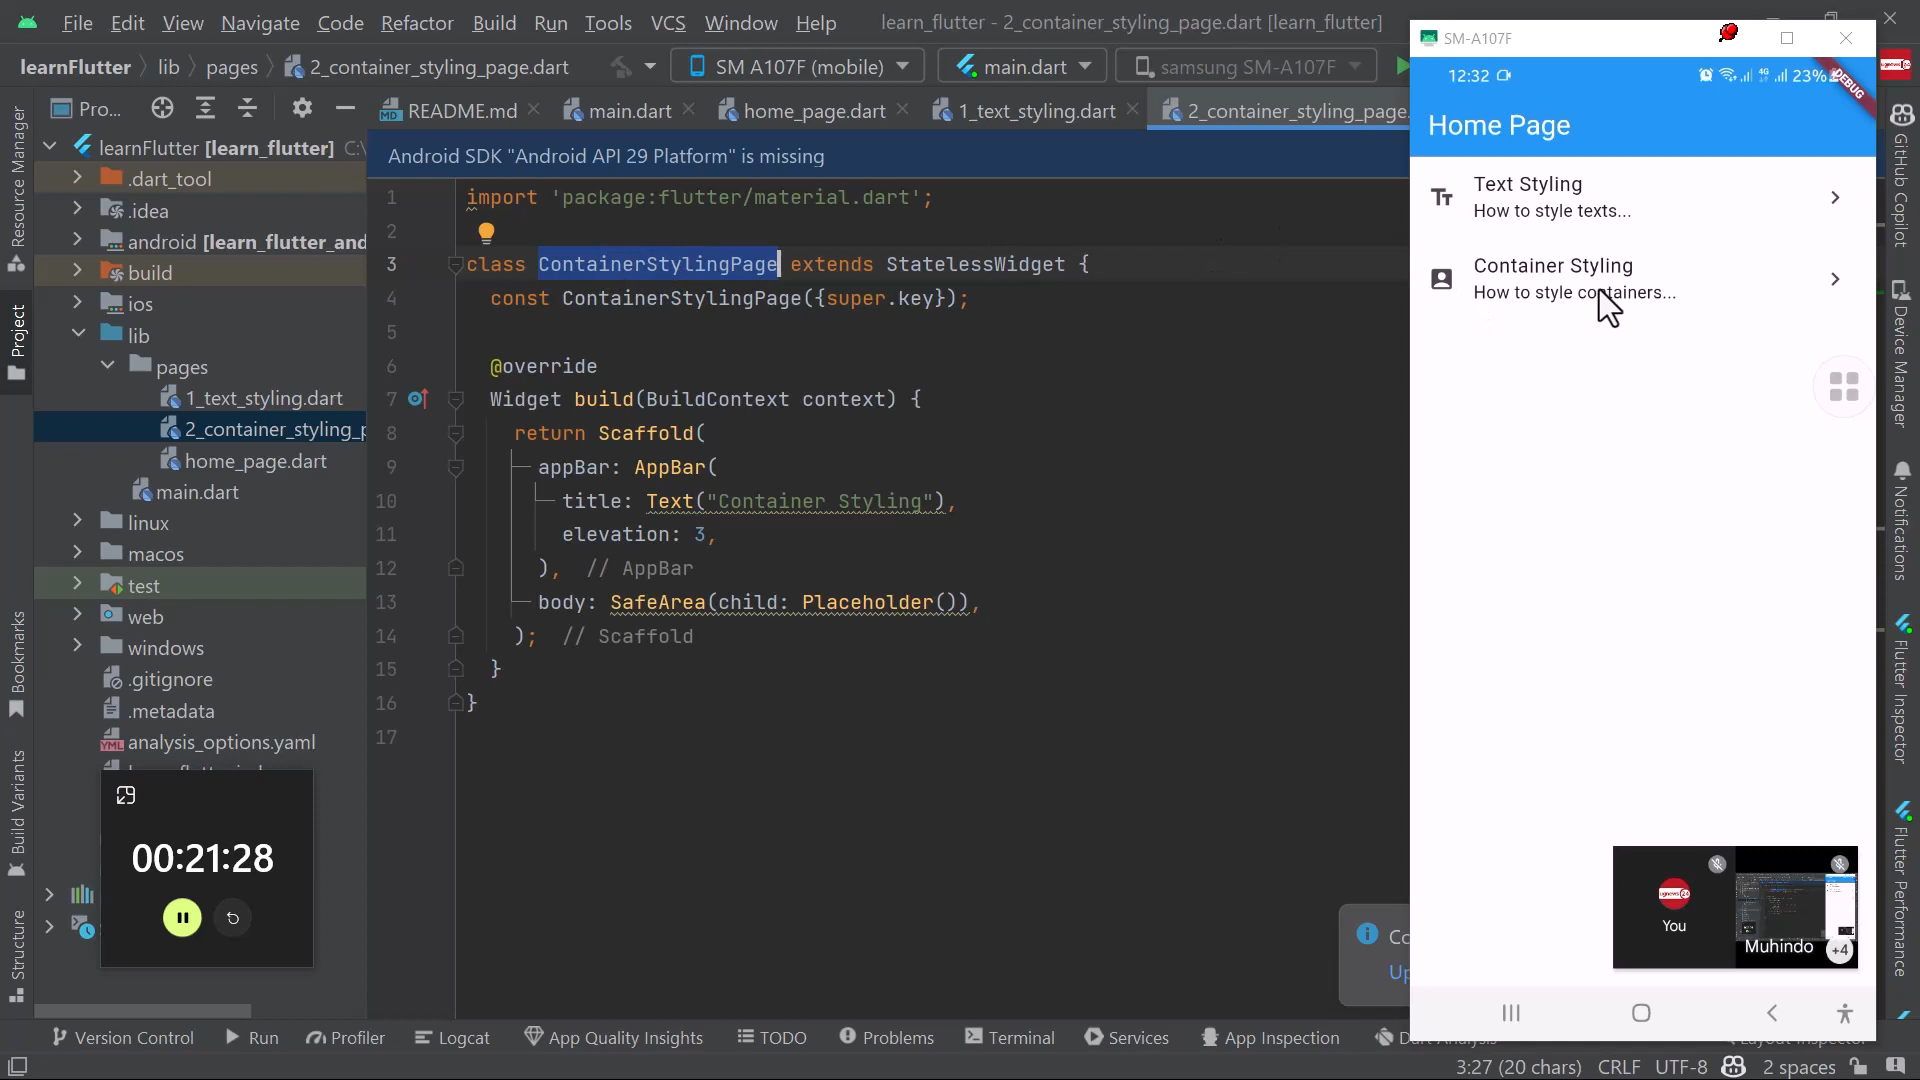 File Edit View Navigate Code Refactor Build Run Tools VCS Window Help learn_flutter - 2_container_styling_page.dart [learn_flutter]
learnFlutter lib pages 2_container_styling_page.dart SM A107F (mobile) main.dart samsung SM-A107F
Pro... README.md main.dart home_page.dart 1_text_styling.dart 2_container_styling_page.
Android SDK "Android API 29 Platform" is missing
Resource Manager
Project
Bookmarks
Build Variants
Structure
learnFlutter [learn_flutter] C:\
.dart_tool
.idea
android [learn_flutter_and
build
ios
lib
pages
1_text_styling.dart
2_container_styling_p
home_page.dart
main.dart
linux
macos
test
web
windows
.gitignore
.metadata
analysis_options.yaml
00:21:28
1 import 'package:flutter/material.dart';
2
3 class ContainerStylingPage extends StatelessWidget {
4 const ContainerStylingPage({super.key});
5
6 @override
7 Widget build(BuildContext context) {
8 return Scaffold(
9 appBar: AppBar(
10 title: Text("Container Styling"),
11 elevation: 3,
12 ), // AppBar
13 body: SafeArea(child: Placeholder()),
14 ); // Scaffold
15 }
16 }
17
Co
Up
SM-A107F
12:32 4G 23%
DEBUG
Home Page
Text Styling
How to style texts...
Container Styling
How to style containers...
ugnews24
You
Muhindo
+4
GitHub Copilot
Device Manager
Notifications
Flutter Inspector
Flutter Performance
Version Control Run Profiler Logcat App Quality Insights TODO Problems Terminal Services App Inspection Dart Analysis Layout Inspector
3:27 (20 chars) CRLF UTF-8 2 spaces